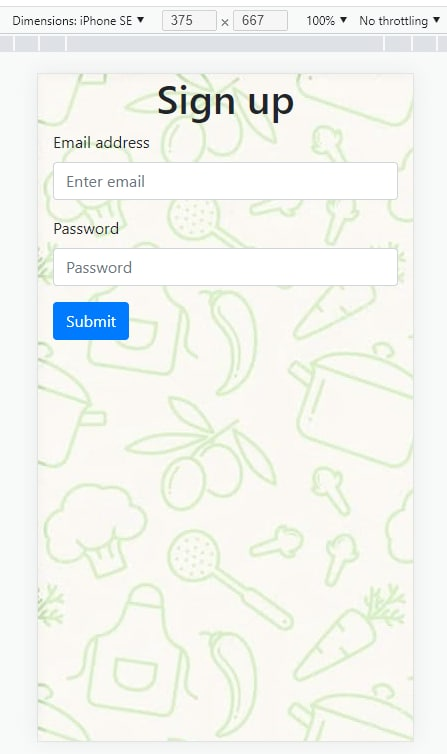 Dimensions: iPhone SE ▼ 375 × 667 100% ▼ No throttling ▼
Sign up
Email address
Enter email
Password
Password
Submit